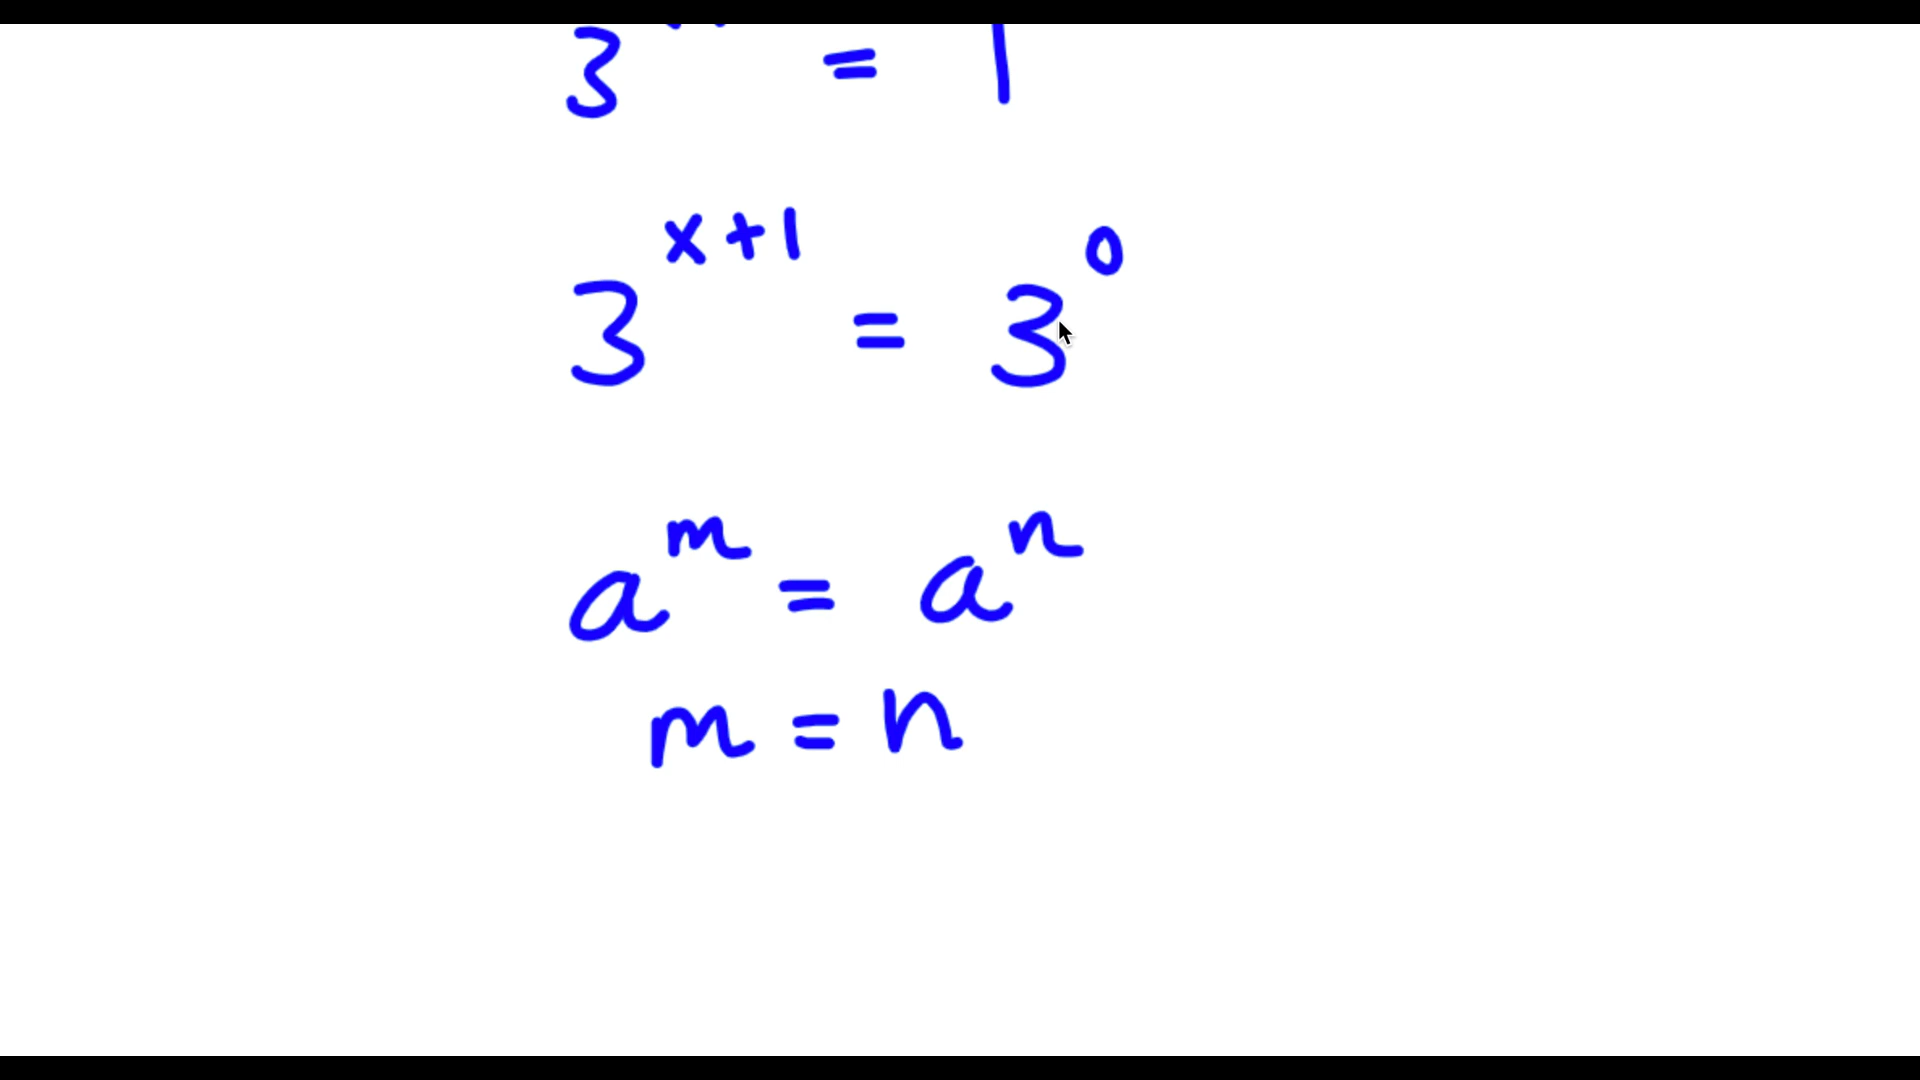 3 = 1
3^{x+1} = 3^0
a^m = a^n
m = n